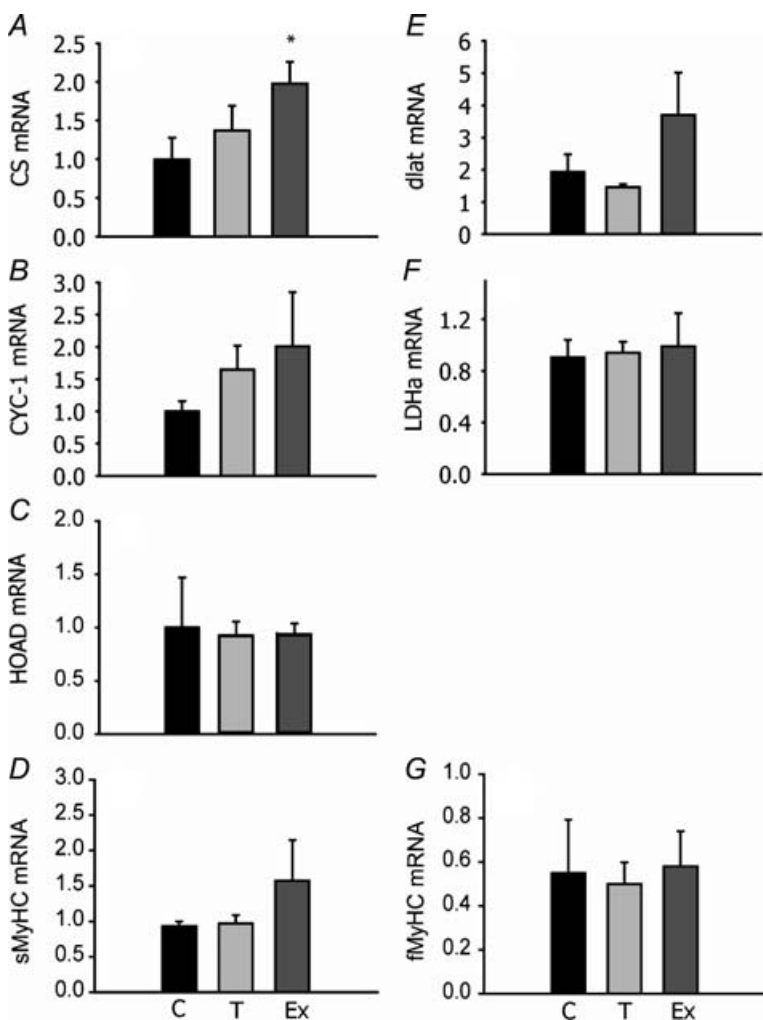 A
CS mRNA
2.5
2.0
1.5
1.0
0.5
0.0
*
B
CYC-1 mRNA
3.0
2.5
2.0
1.5
1.0
0.5
0.0
C
HOAD mRNA
2.0
1.5
1.0
0.5
0.0
D
sMyHC mRNA
3.0
2.5
2.0
1.5
1.0
0.5
0.0
C T Ex
E
dlat mRNA
6
5
4
3
2
1
0
F
LDHa mRNA
1.2
0.8
0.4
0.0
G
fMyHC mRNA
1.0
0.8
0.6
0.4
0.2
0.0
C T Ex